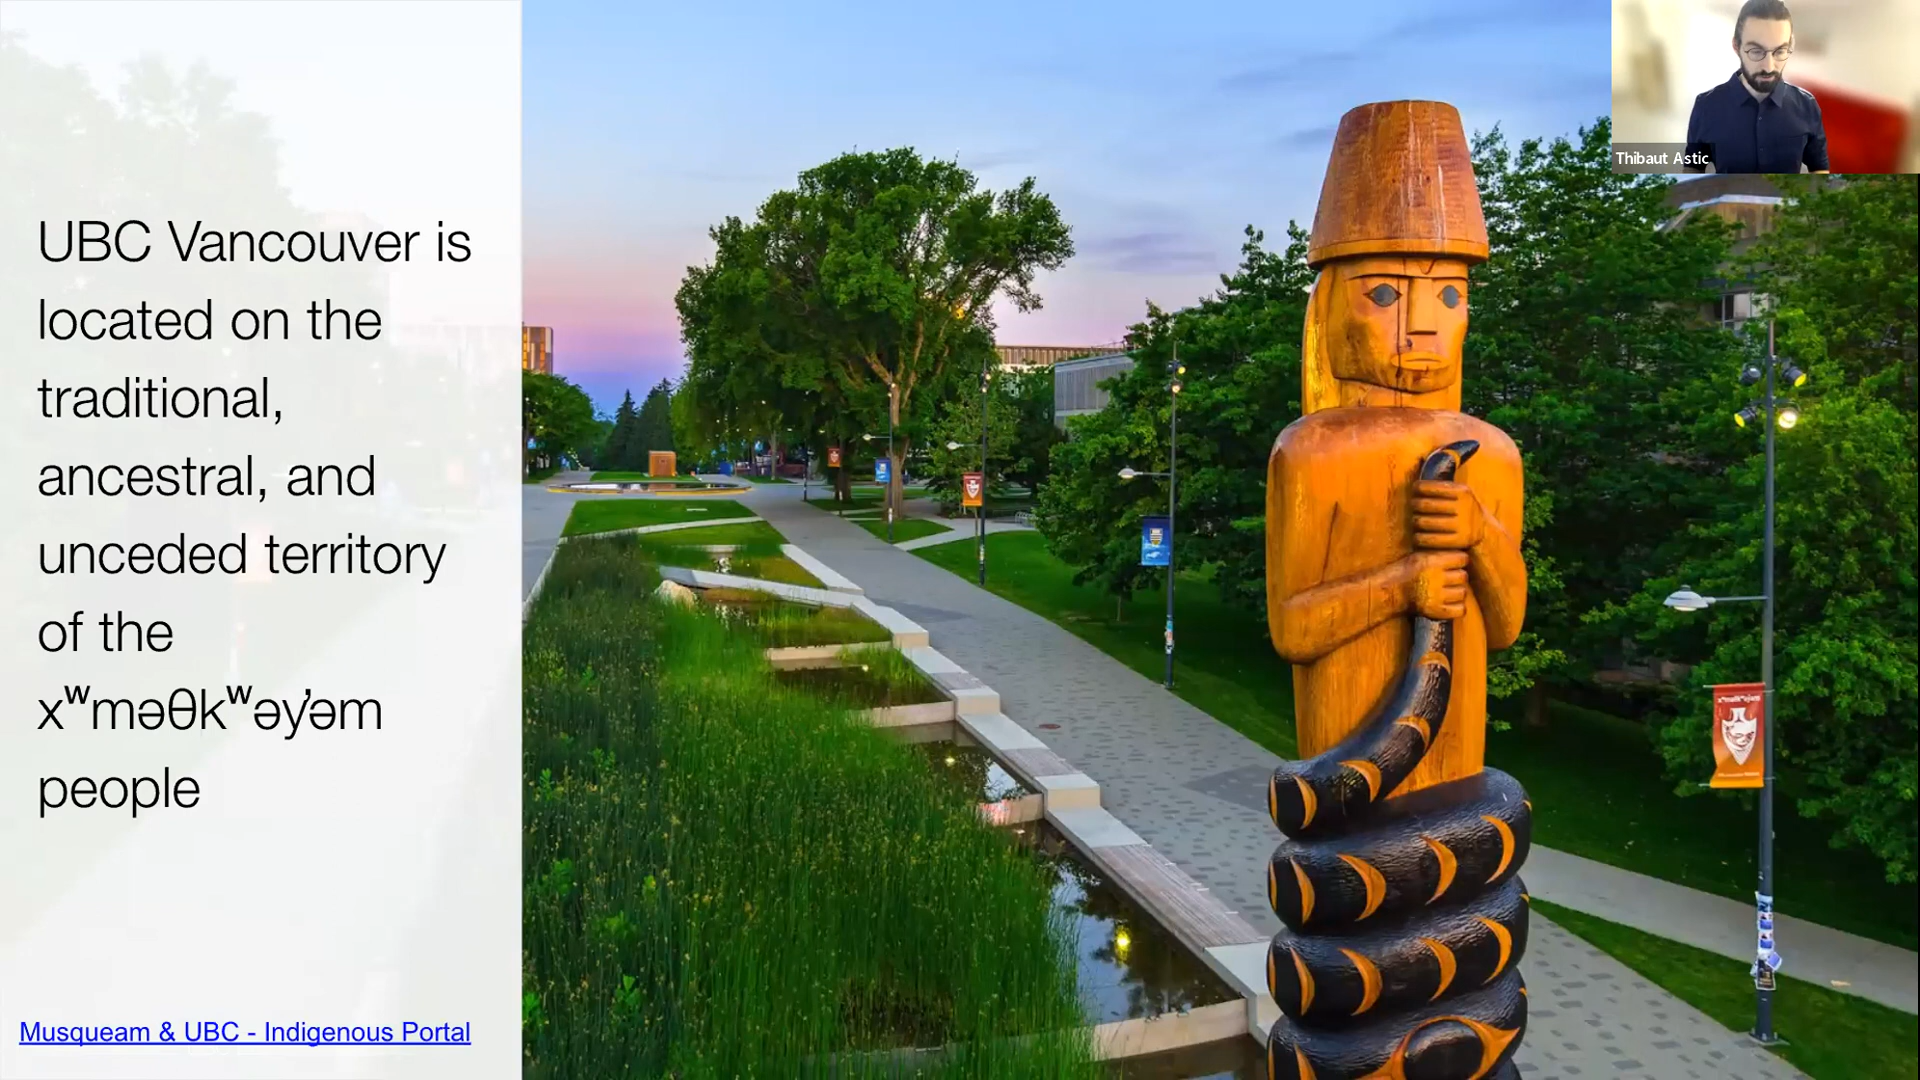 UBC Vancouver is
located on the
traditional,
ancestral, and
unceded territory
of the
xʷməθkʷəy̓əm
people
Musqueam & UBC - Indigenous Portal
Thibaut Astic